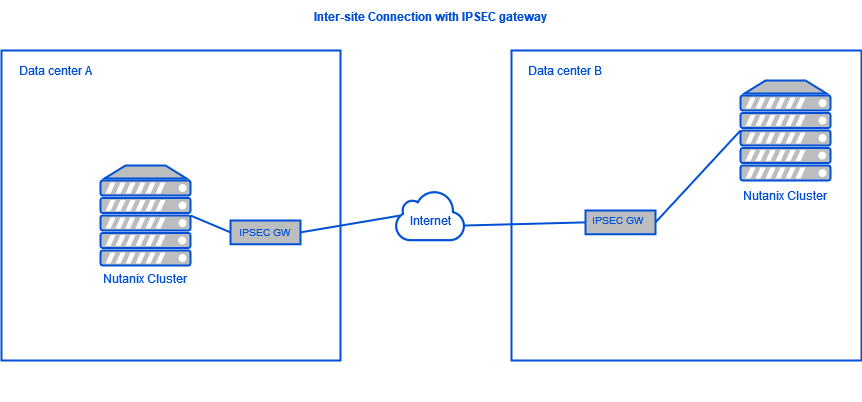 Inter-site Connection with IPSEC gateway
Data center A
Data center B
Nutanix Cluster
IPSEC GW
Internet
IPSEC GW
Nutanix Cluster